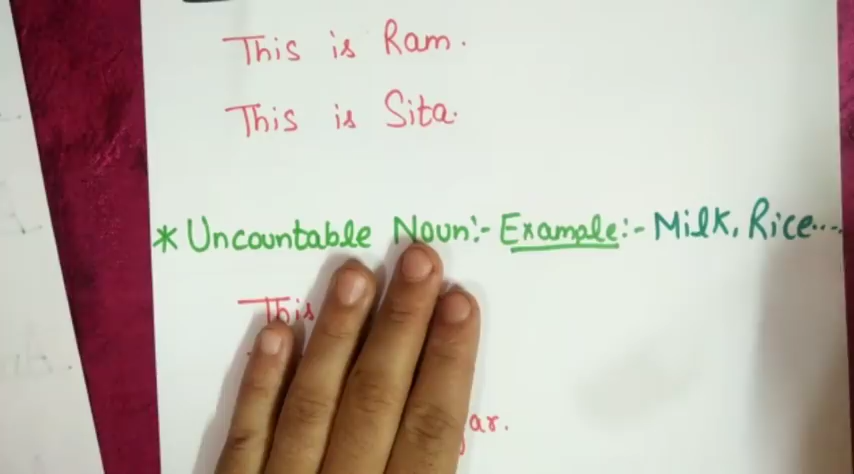 This is Ram.
This is Sita.
* Uncountable Noun:- Example:- Milk, Rice....
This